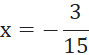 x = −3/15